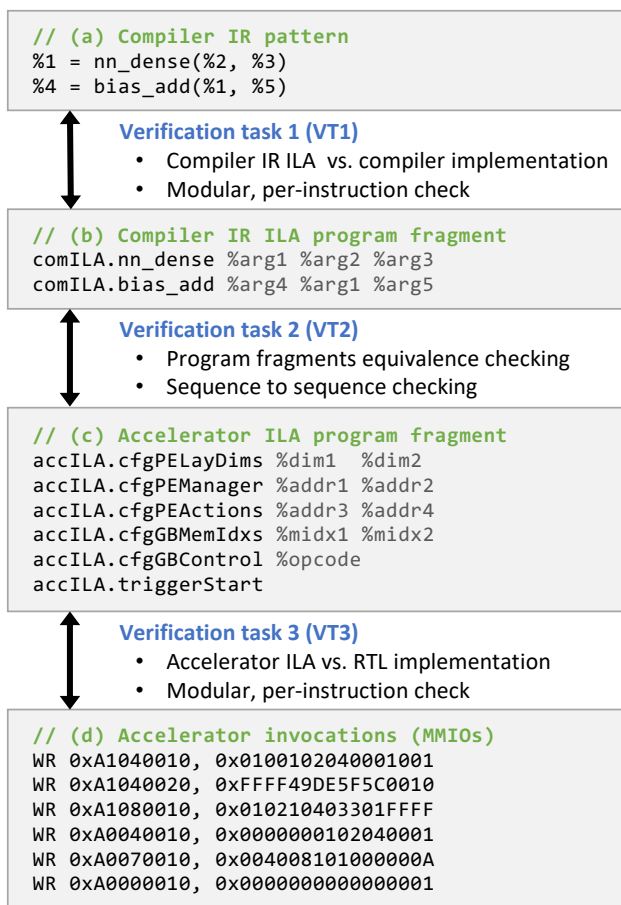 // (a) Compiler IR pattern
%1 = nn_dense(%2, %3)
%4 = bias_add(%1, %5)
Verification task 1 (VT1)
• Compiler IR ILA vs. compiler implementation
• Modular, per-instruction check
// (b) Compiler IR ILA program fragment
comILA.nn_dense %arg1 %arg2 %arg3
comILA.bias_add %arg4 %arg1 %arg5
Verification task 2 (VT2)
• Program fragments equivalence checking
• Sequence to sequence checking
// (c) Accelerator ILA program fragment
accILA.cfgPELayDims %dim1 %dim2
accILA.cfgPEManager %addr1 %addr2
accILA.cfgPEActions %addr3 %addr4
accILA.cfgGBMemIdxs %midx1 %midx2
accILA.cfgGBControl %opcode
accILA.triggerStart
Verification task 3 (VT3)
• Accelerator ILA vs. RTL implementation
• Modular, per-instruction check
// (d) Accelerator invocations (MMIOs)
WR 0xA1040010, 0x0100102040001001
WR 0xA1040020, 0xFFFF49DE5F5C0010
WR 0xA1080010, 0x010210403301FFFF
WR 0xA0040010, 0x0000000102040001
WR 0xA0070010, 0x004008101000000A
WR 0xA0000010, 0x0000000000000001